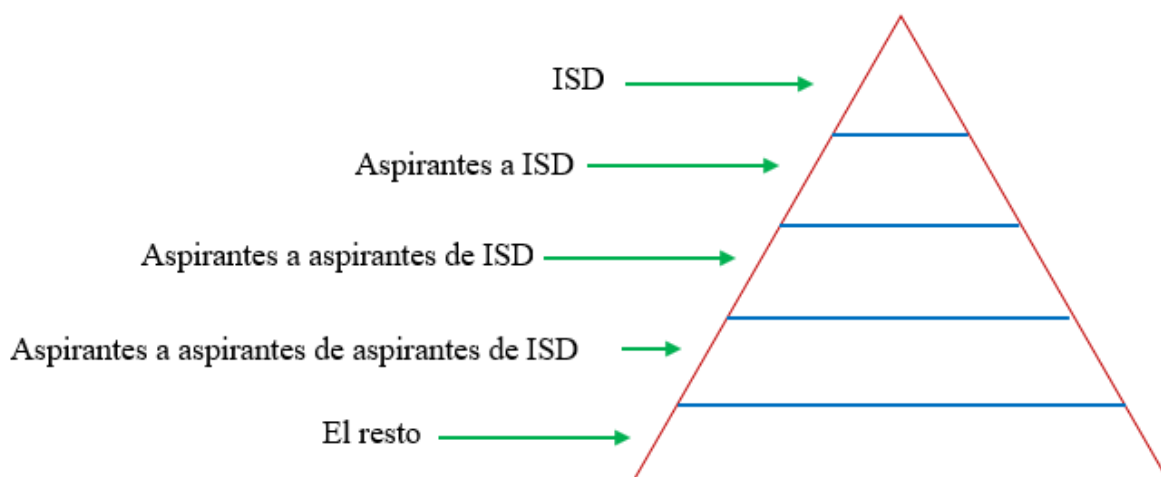 ISD
Aspirantes a ISD
Aspirantes a aspirantes de ISD
Aspirantes a aspirantes de aspirantes de ISD
El resto